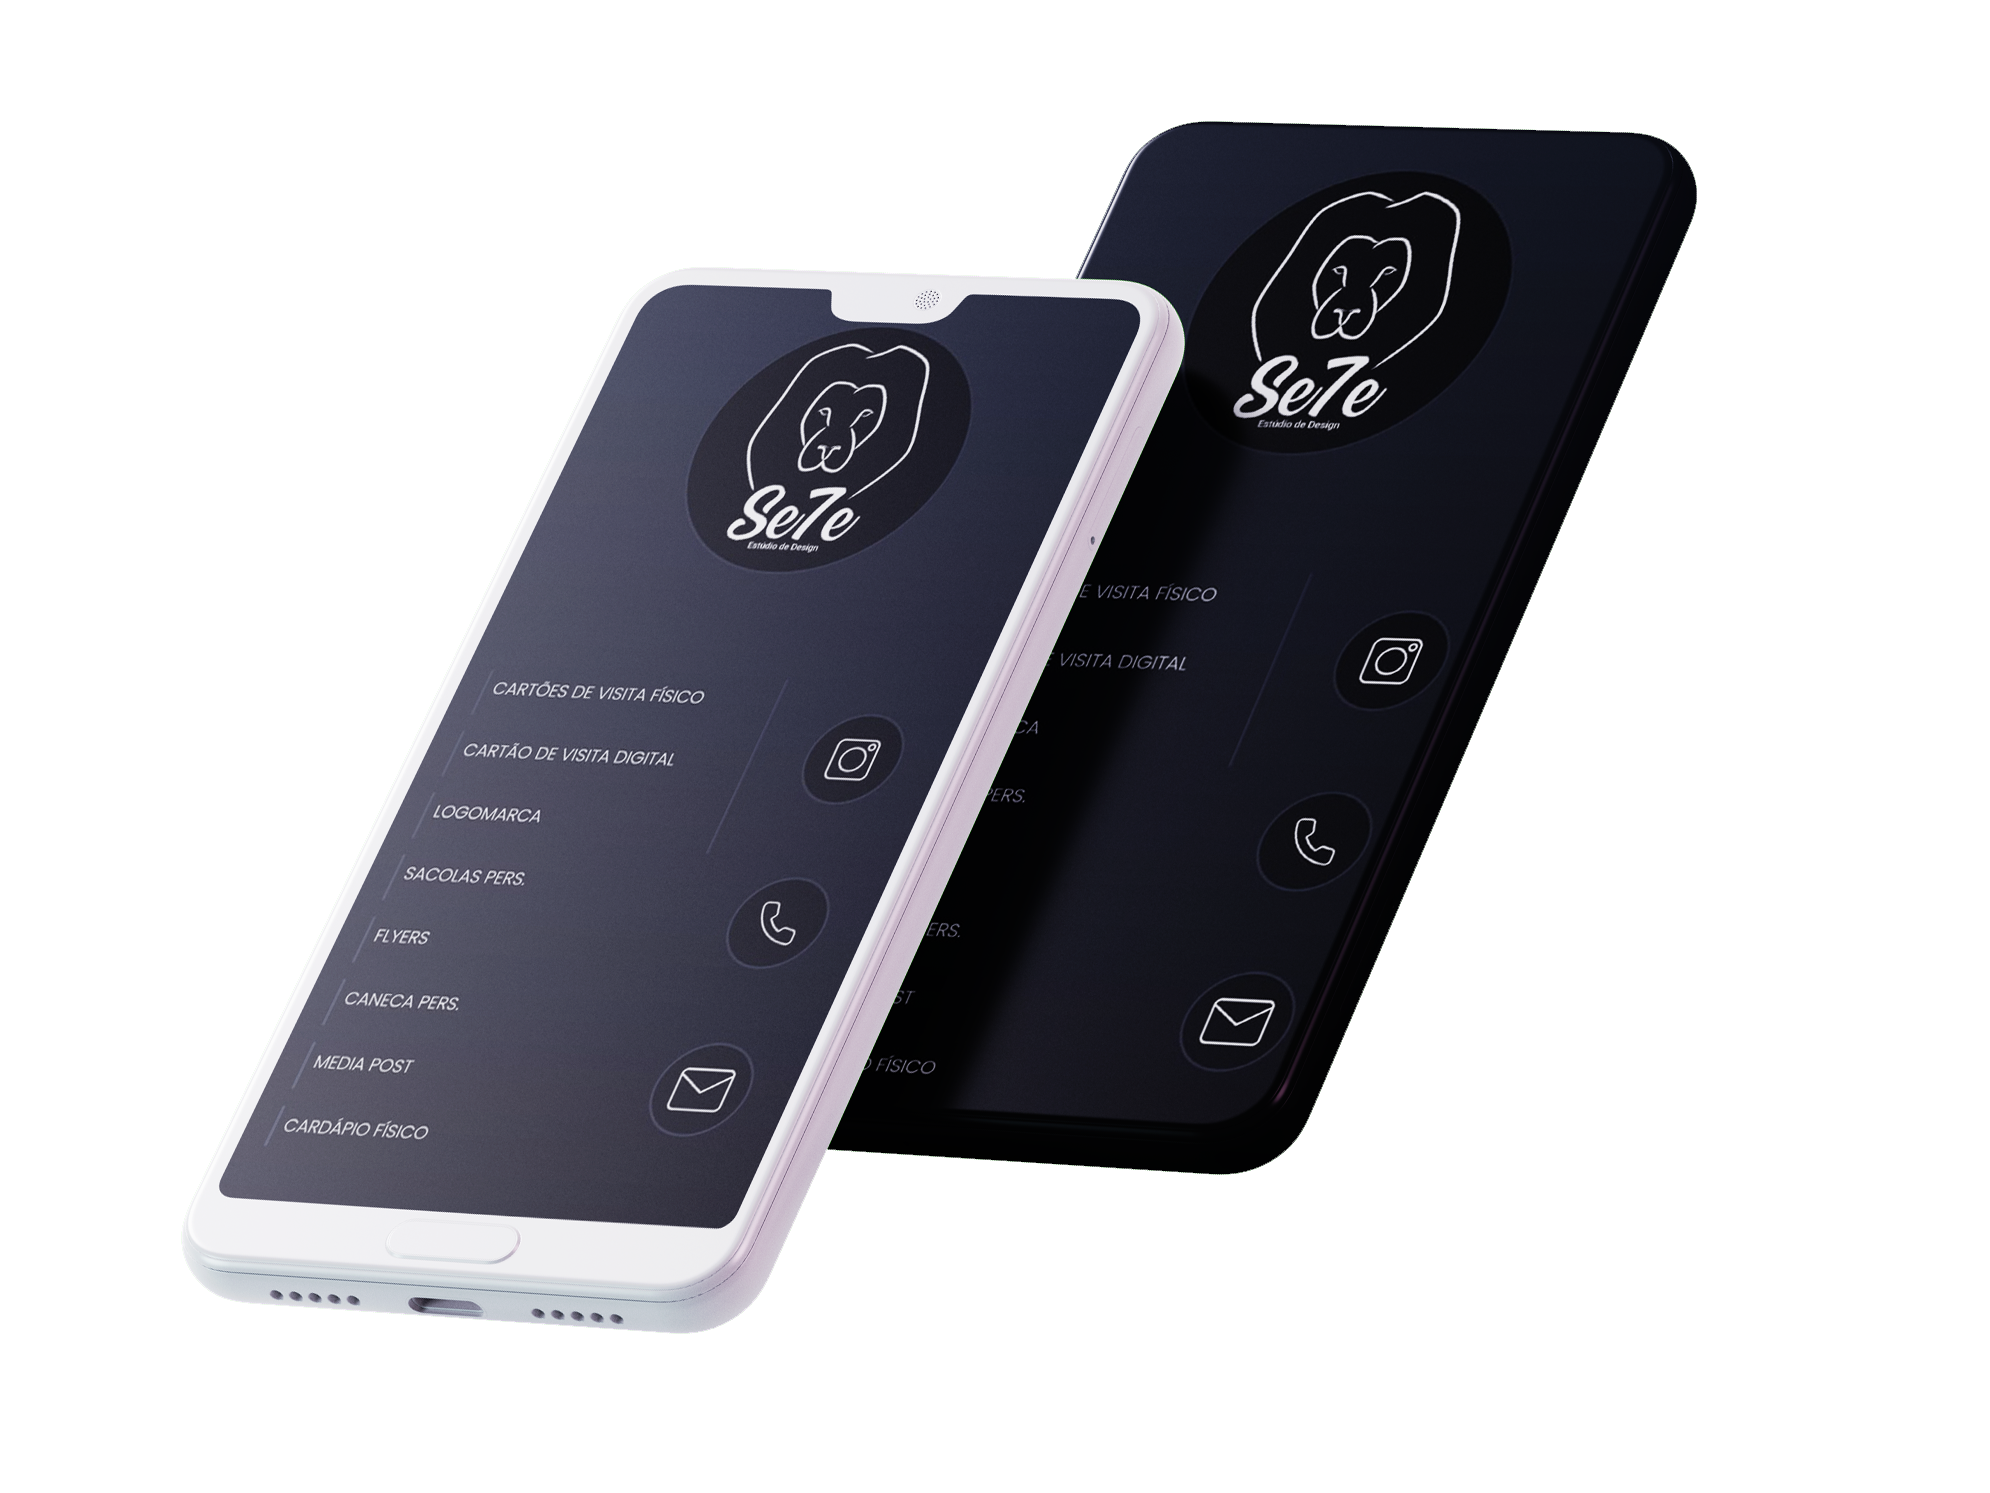 Se7e
Estúdio de Design
CARTÕES DE VISITA FÍSICO
CARTÃO DE VISITA DIGITAL
LOGOMARCA
SACOLAS PERS.
FLYERS
CANECA PERS.
MEDIA POST
CARDÁPIO FÍSICO
Se7e
Estúdio de Design
E VISITA FÍSICO
E VISITA DIGITAL
CA
PERS.
ERS.
ST
O FÍSICO